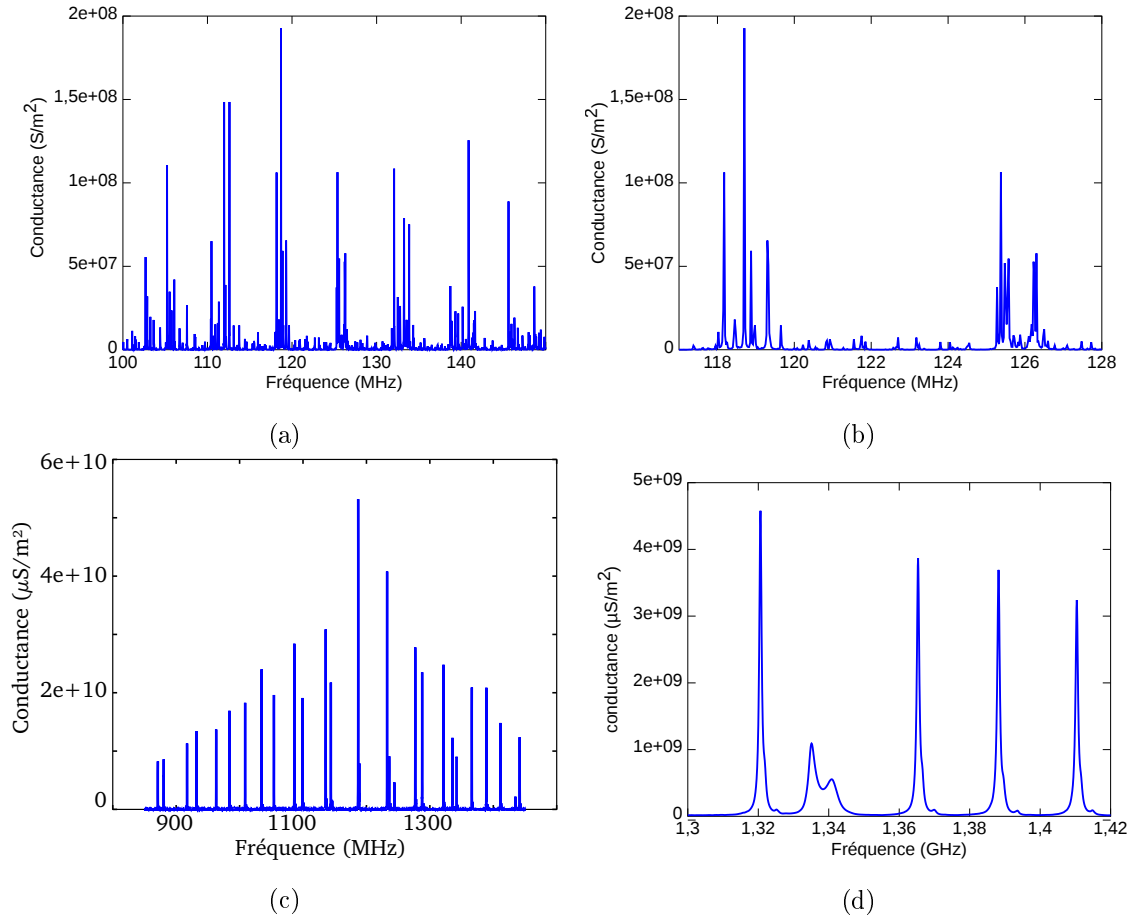 2e+08
1,5e+08
1e+08
5e+07
0
Conductance (S/m²)
100 110 120 130 140
Fréquence (MHz)
(a)
2e+08
1,5e+08
1e+08
5e+07
0
Conductance (S/m²)
118 120 122 124 126 128
Fréquence (MHz)
(b)
6e+10
4e+10
2e+10
0
Conductance (µS/m²)
900 1100 1300
Fréquence (MHz)
(c)
5e+09
4e+09
3e+09
2e+09
1e+09
0
conductance (µS/m²)
1,3 1,32 1,34 1,36 1,38 1,4 1,42
Fréquence (GHz)
(d)